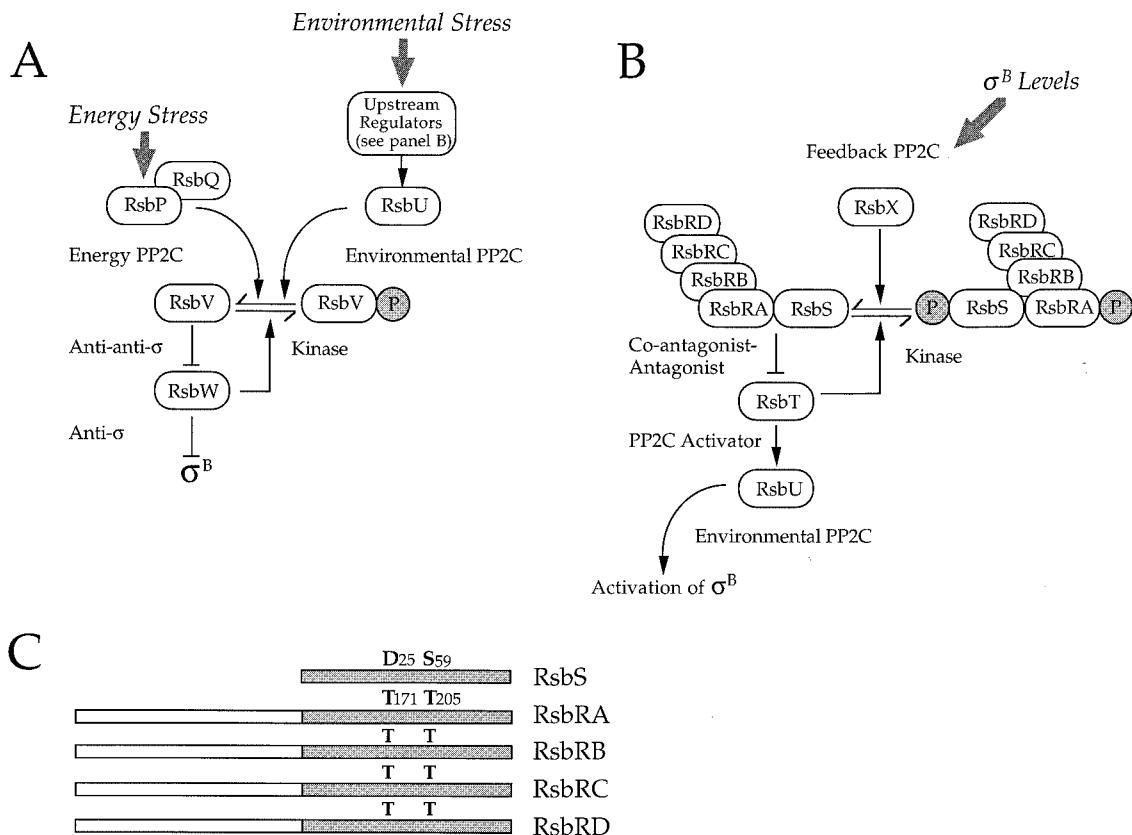 A
Environmental Stress
Energy Stress
Upstream
Regulators
(see panel B)
RsbQ
RsbP
RsbU
Energy PP2C
Environmental PP2C
RsbV
RsbV
P
Anti-anti-σ
Kinase
RsbW
Anti-σ
σB
B
σB Levels
Feedback PP2C
RsbX
RsbRD
RsbRC
RsbRB
RsbRA
RsbS
RsbRD
RsbRC
RsbRB
P
RsbS
RsbRA
P
Co-antagonist-
Antagonist
Kinase
RsbT
PP2C Activator
RsbU
Environmental PP2C
Activation of σB
C
D25 S59
RsbS
T171 T205
RsbRA
T T
RsbRB
T T
RsbRC
T T
RsbRD